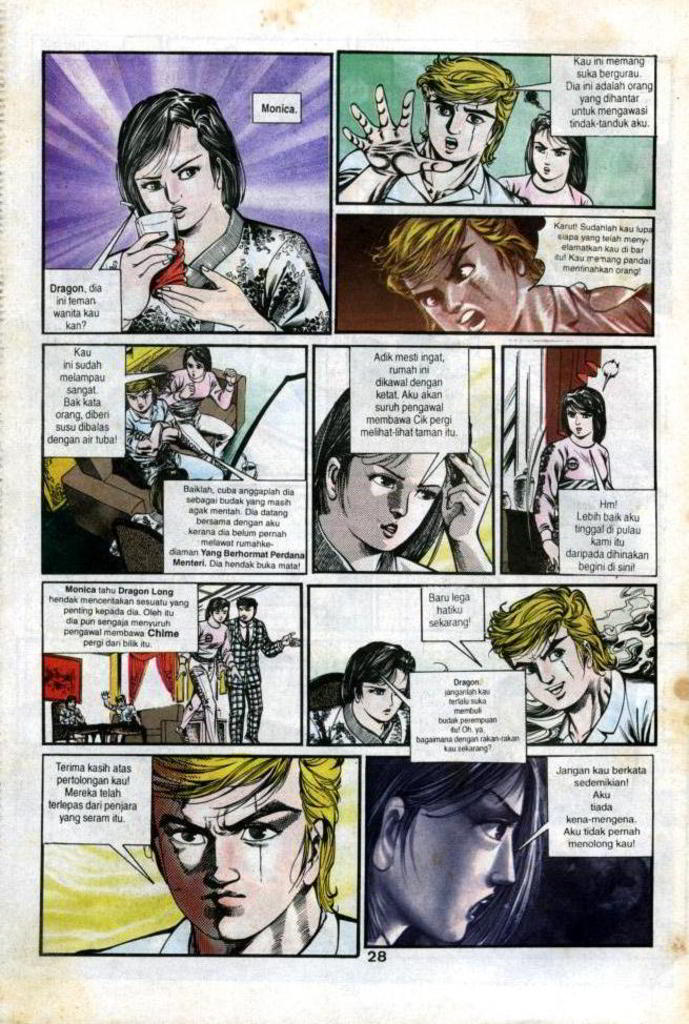 Monica.
Dragon, dia
ini teman
wanita kau
kan?
Kau ini memang
suka bergurau.
Dia ini adalah orang
yang dihantar
untuk mengawasi
tindak-tanduk aku.
Karut! Sudahlah kau lupa
siapa yang telah meny-
elamatkan kau di bar
itu! Kau memang pandai
mentinahkan orang!
Kau
ini sudah
melampau
sangat.
Bak kata
orang, diberi
susu dibalas
dengan air tuba!
Baiklah, cuba anggaplah dia
sebagai budak yang masih
agak mentah. Dia datang
bersama dengan aku
kerana dia belum pernah
melawat rumahke-
diaman Yang Berhormat Perdana
Menteri. Dia hendak buka mata!
Adik mesti ingat,
rumah ini
dikawal dengan
ketat. Aku akan
suruh pengawal
membawa Cik pergi
melihat-lihat taman itu.
Hm!
Lebih baik aku
tinggal di pulau
kami itu
daripada dihinakan
begini di sini!
Monica tahu Dragon Long
hendak menceritakan sesuatu yang
penting kepada dia. Oleh itu
dia pun sengaja menyuruh
pengawal membawa Chime
pergi dari bilik itu.
Baru lega
hatiku
sekarang!
Dragon.
janganlah kau
terlalu suka
membuli
budak perempuan
itu! Oh, ya,
bagaimana dengan rakan-rakan
kau sekarang?
Terima kasih atas
pertolongan kau!
Mereka telah
terlepas dari penjara
yang seram itu.
Jangan kau berkata
sedemikian!
Aku
tiada
kena-mengena.
Aku tidak pernah
menolong kau!
28